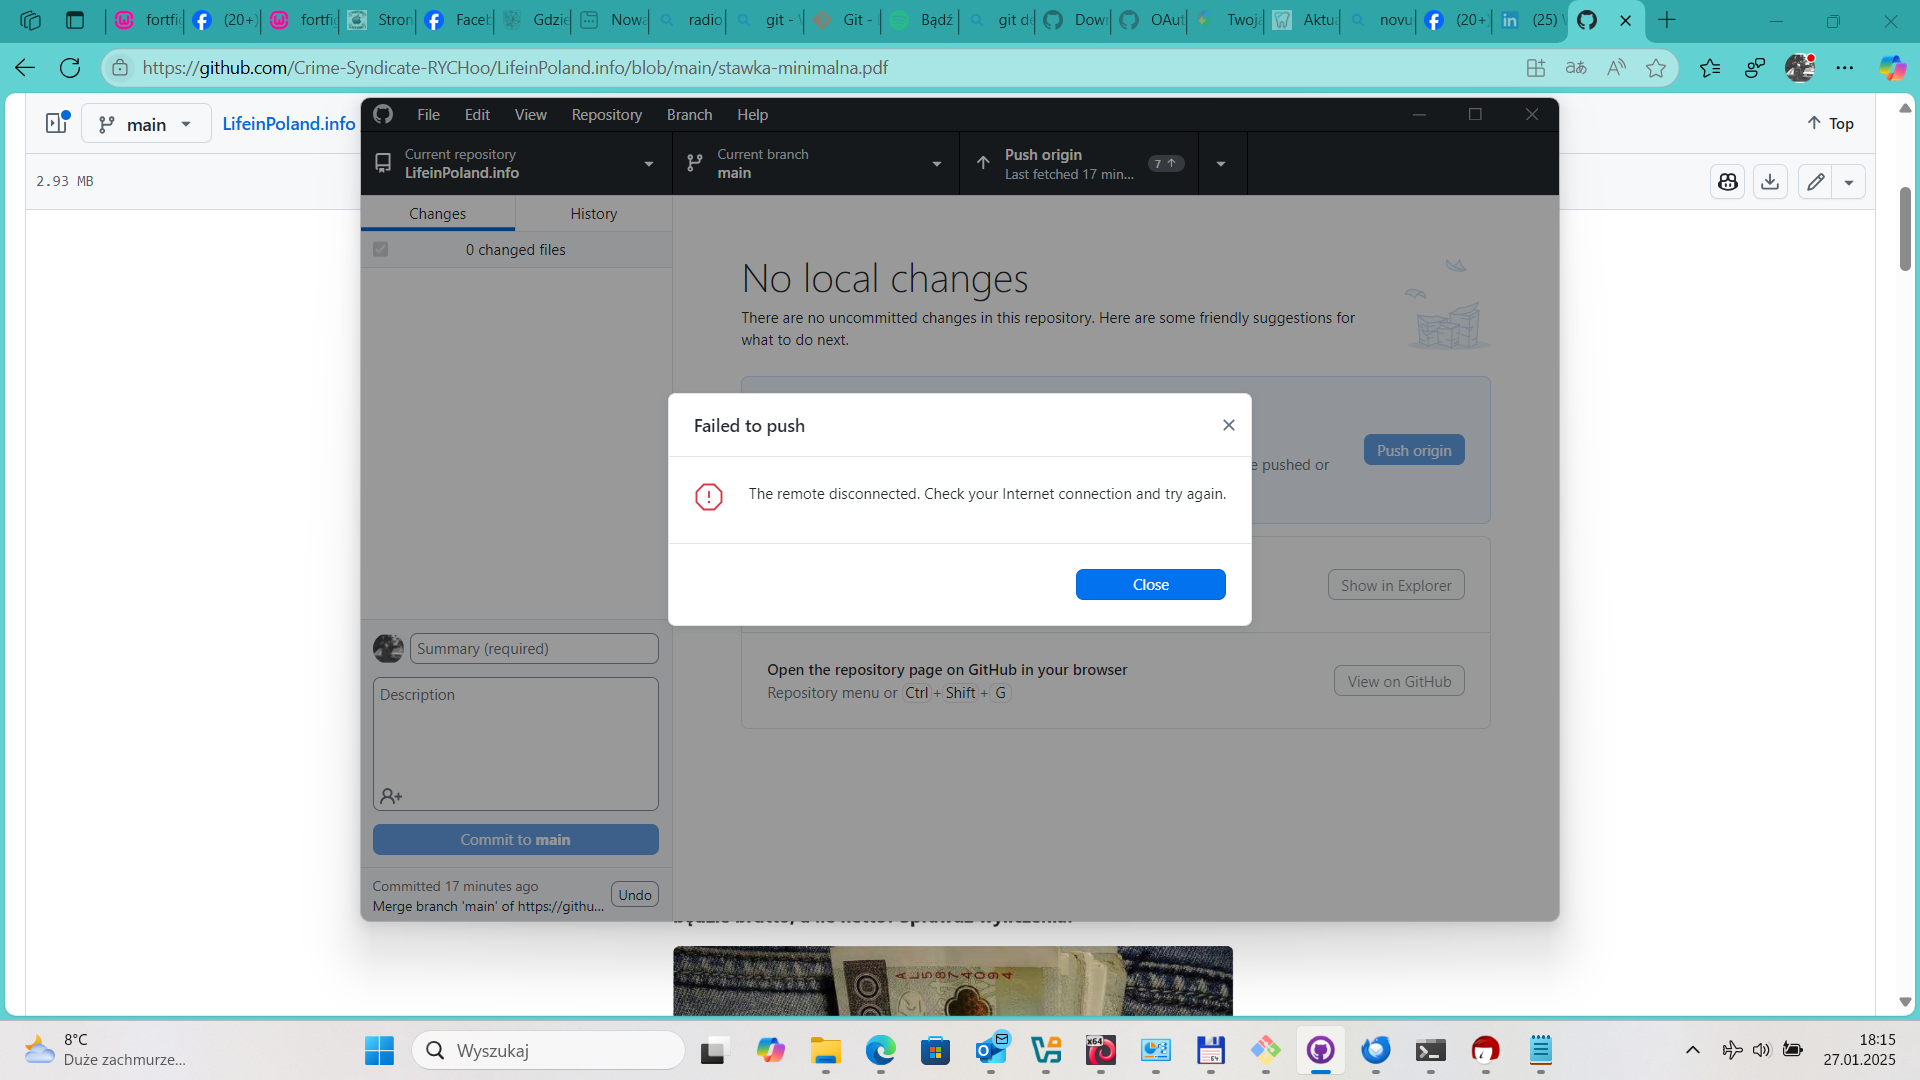 fortfi
(20+)
fortfi
Stron
Faceb
Gdzie
Nowa
radio
git -
Git -
Bądź
git de
Down
OAut
Twoja
Aktua
novu
(20+)
(25)
https://github.com/Crime-Syndicate-RYCHoo/LifeinPoland.info/blob/main/stawka-minimalna.pdf
main
LifeinPoland.info
Top
2.93 MB
File Edit View Repository Branch Help
Current repository
LifeinPoland.info
Current branch
main
Push origin
Last fetched 17 min...
7
Changes
History
0 changed files
No local changes
There are no uncommitted changes in this repository. Here are some friendly suggestions for
what to do next.
e pushed or
Push origin
Failed to push
The remote disconnected. Check your Internet connection and try again.
Close
Show in Explorer
Open the repository page on GitHub in your browser
Repository menu or Ctrl + Shift + G
View on GitHub
Summary (required)
Description
Commit to main
Committed 17 minutes ago
Merge branch 'main' of https://githu...
Undo
AL5874094
8°C
Duże zachmurze...
Wyszukaj
18:15
27.01.2025